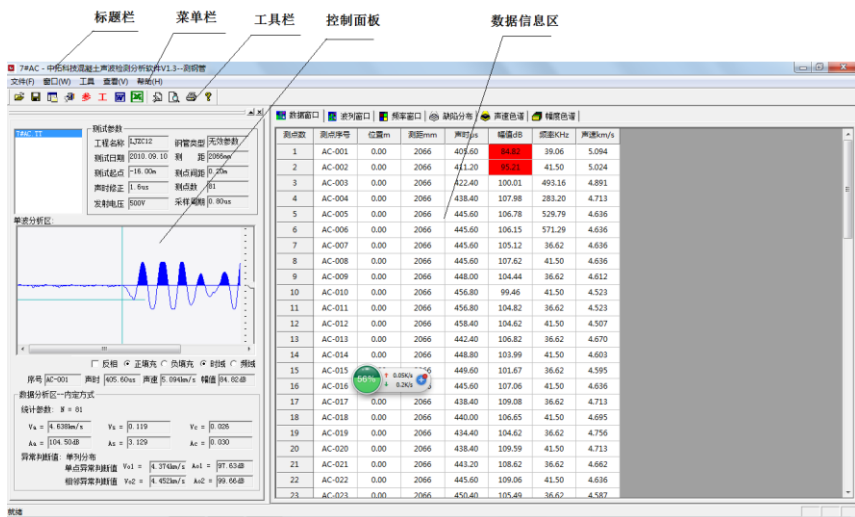 标题栏 菜单栏 工具栏 控制面板 数据信息区
7#AC - 中拓科技混凝土声波检测分析软件V1.3--测钢管
文件(F) 窗口(W) 工具 查看(V) 帮助(H)
数据窗口 波列窗口 频率窗口 缺陷分布 声速色谱 幅度色谱
7#AC.TT
测试参数
工程名称 LJZC12 钢管类型 无效参数
测试日期 2010.09.10 测 距 2066mm
测试起点 -16.00m 测点间距 0.20m
声时修正 1.6us 测点数 81
发射电压 500V 采样周期 0.80us
单波分析区:
反相 正填充 负填充 时域 频域
序号 AC-001 声时 405.60us 声速 5.094km/s 幅值 84.82dB
数据分析区--内定方式
统计参数: N = 81
Va = 4.638km/s Vs = 0.119 Vc = 0.026
Aa = 104.50dB As = 3.129 Ac = 0.030
异常判断值: 单列分布
单点异常判断值 Vo1 = 4.374km/s Ao1 = 97.63dB
相邻异常判断值 Vo2 = 4.452km/s Ao2 = 99.66dB
测点数 测点序号 位置m 测距mm 声时us 幅值dB 频率KHz 声速km/s
1 AC-001 0.00 2066 405.60 84.82 39.06 5.094
2 AC-002 0.00 2066 411.20 95.21 41.50 5.024
3 AC-003 0.00 2066 422.40 100.01 493.16 4.891
4 AC-004 0.00 2066 438.40 107.98 283.20 4.713
5 AC-005 0.00 2066 445.60 106.78 529.79 4.636
6 AC-006 0.00 2066 445.60 106.15 571.29 4.636
7 AC-007 0.00 2066 445.60 105.12 36.62 4.636
8 AC-008 0.00 2066 445.60 107.62 41.50 4.636
9 AC-009 0.00 2066 448.00 104.44 36.62 4.612
10 AC-010 0.00 2066 456.80 99.46 41.50 4.523
11 AC-011 0.00 2066 456.80 104.82 36.62 4.523
12 AC-012 0.00 2066 458.40 104.62 41.50 4.507
13 AC-013 0.00 2066 442.40 106.82 36.62 4.670
14 AC-014 0.00 2066 448.80 103.99 41.50 4.603
15 AC-015 449.60 101.67 36.62 4.595
16 AC-016 445.60 107.06 41.50 4.636
56% 0.05K/s
0.2K/s
17 AC-017 0.00 2066 438.40 109.08 36.62 4.713
18 AC-018 0.00 2066 440.00 106.65 41.50 4.695
19 AC-019 0.00 2066 434.40 104.62 36.62 4.756
20 AC-020 0.00 2066 438.40 109.59 41.50 4.713
21 AC-021 0.00 2066 443.20 108.62 36.62 4.662
22 AC-022 0.00 2066 445.60 109.06 41.50 4.636
23 AC-023 0.00 2066 450.40 105.49 36.62 4.587
就绪